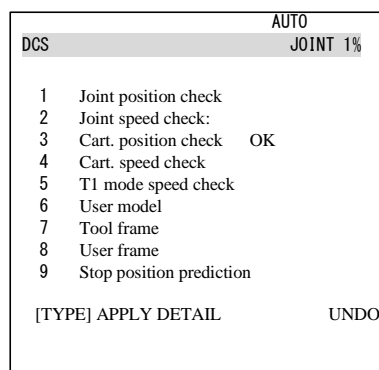 AUTO
DCS JOINT 1%
1 Joint position check
2 Joint speed check:
3 Cart. position check OK
4 Cart. speed check
5 T1 mode speed check
6 User model
7 Tool frame
8 User frame
9 Stop position prediction
[TYPE] APPLY DETAIL UNDO